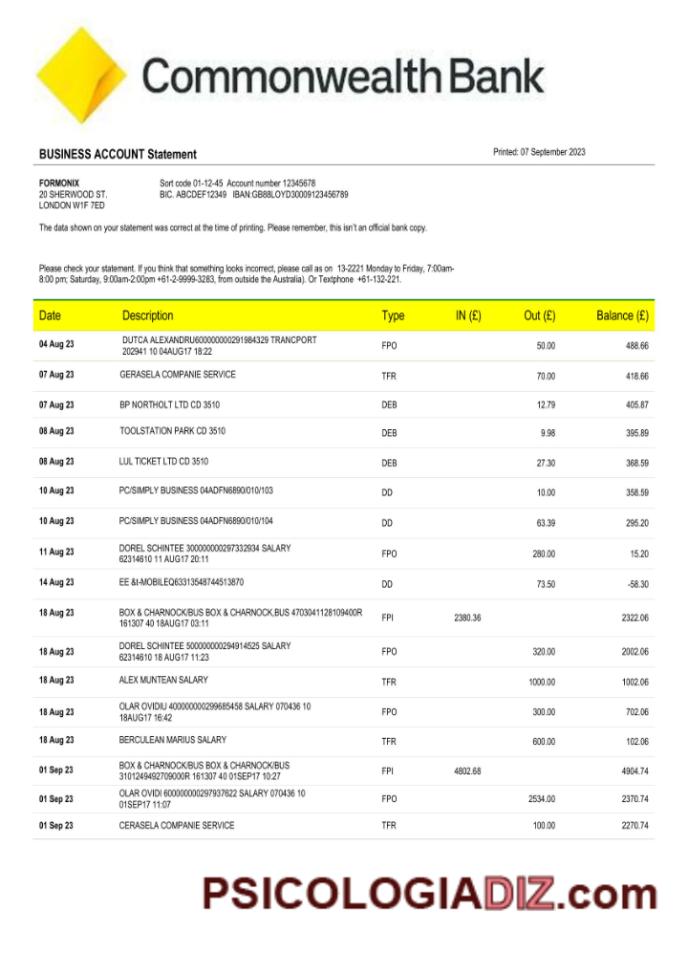 CommonwealthBank
BUSINESS ACCOUNT Statement
Printed: 07 September 2023
FORMONIX
Sort code 01-12-45 Account number 12345678
20 SHERWOOD ST.
BIC. ABCDEF12349 IBAN:GB88LOYD30009123456789
LONDON W1F 7ED
The data shown on your statement was correct at the time of printing. Please remember, this isn't an official bank copy.
Please check your statement. If you think that something looks incorrect, please call as on 13-2221 Monday to Friday, 7:00am-
8:00 pm; Saturday, 9:00am-2:00pm +61-2-9999-3283, from outside the Australia). Or Textphone +61-132-221.
Date Description Type IN (£) Out (£) Balance (£)
04 Aug 23 DUTCA ALEXANDRU600000000291984329 TRANCPORT FPO 50.00 488.66
202941 10 04AUG17 18:22
07 Aug 23 GERASELA COMPANIE SERVICE TFR 70.00 418.66
07 Aug 23 BP NORTHOLT LTD CD 3510 DEB 12.79 405.87
08 Aug 23 TOOLSTATION PARK CD 3510 DEB 9.98 395.89
08 Aug 23 LUL TICKET LTD CD 3510 DEB 27.30 368.59
10 Aug 23 PC/SIMPLY BUSINESS 04ADFN6890/010/103 DD 10.00 358.59
10 Aug 23 PC/SIMPLY BUSINESS 04ADFN6890/010/104 DD 63.39 295.20
11 Aug 23 DOREL SCHINTEE 300000000297332934 SALARY FPO 280.00 15.20
62314610 11 AUG17 20:11
14 Aug 23 EE &I-MOBILEQ63313548744513870 DD 73.50 -58.30
18 Aug 23 BOX & CHARNOCK/BUS BOX & CHARNOCK,BUS 4703041128109400R FPI 2380.36 2322.06
161307 40 18AUG17 03:11
18 Aug 23 DOREL SCHINTEE 500000000294914525 SALARY FPO 320.00 2002.06
62314610 18 AUG17 11:23
18 Aug 23 ALEX MUNTEAN SALARY TFR 1000.00 1002.06
18 Aug 23 OLAR OVIDIU 400000000299685458 SALARY 070436 10 FPO 300.00 702.06
18AUG17 16:42
18 Aug 23 BERCULEAN MARIUS SALARY TFR 600.00 102.06
01 Sep 23 BOX & CHARNOCK/BUS BOX & CHARNOCK/BUS FPI 4802.68 4904.74
3101249492709000R 161307 40 01SEP17 10:27
01 Sep 23 OLAR OVIDI 600000000297937622 SALARY 070436 10 FPO 2534.00 2370.74
01SEP17 11:07
01 Sep 23 CERASELA COMPANIE SERVICE TFR 100.00 2270.74
PSICOLOGIADIZ.com